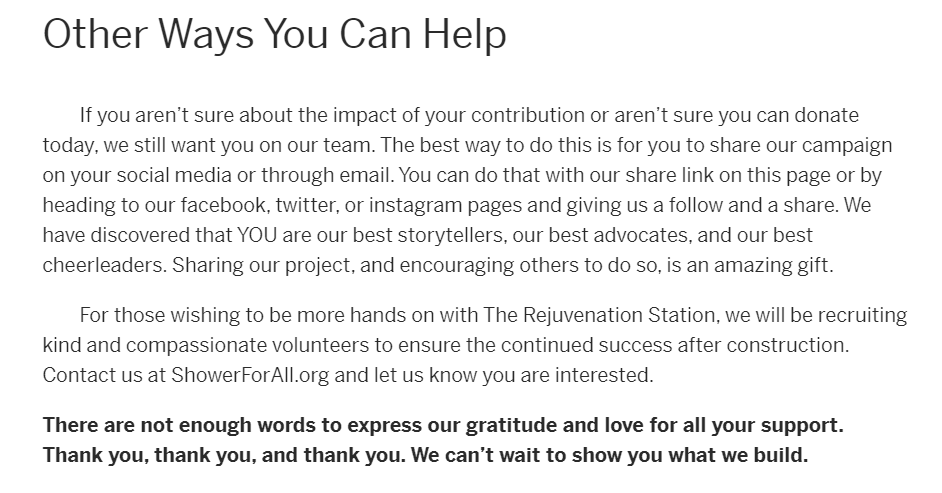 Other Ways You Can Help
If you aren't sure about the impact of your contribution or aren't sure you can donate
today, we still want you on our team. The best way to do this is for you to share our campaign
on your social media or through email. You can do that with our share link on this page or by
heading to our facebook, twitter, or instagram pages and giving us a follow and a share. We
have discovered that YOU are our best storytellers, our best advocates, and our best
cheerleaders. Sharing our project, and encouraging others to do so, is an amazing gift.
For those wishing to be more hands on with The Rejuvenation Station, we will be recruiting
kind and compassionate volunteers to ensure the continued success after construction.
Contact us at ShowerForAll.org and let us know you are interested.
There are not enough words to express our gratitude and love for all your support.
Thank you, thank you, and thank you. We can't wait to show you what we build.